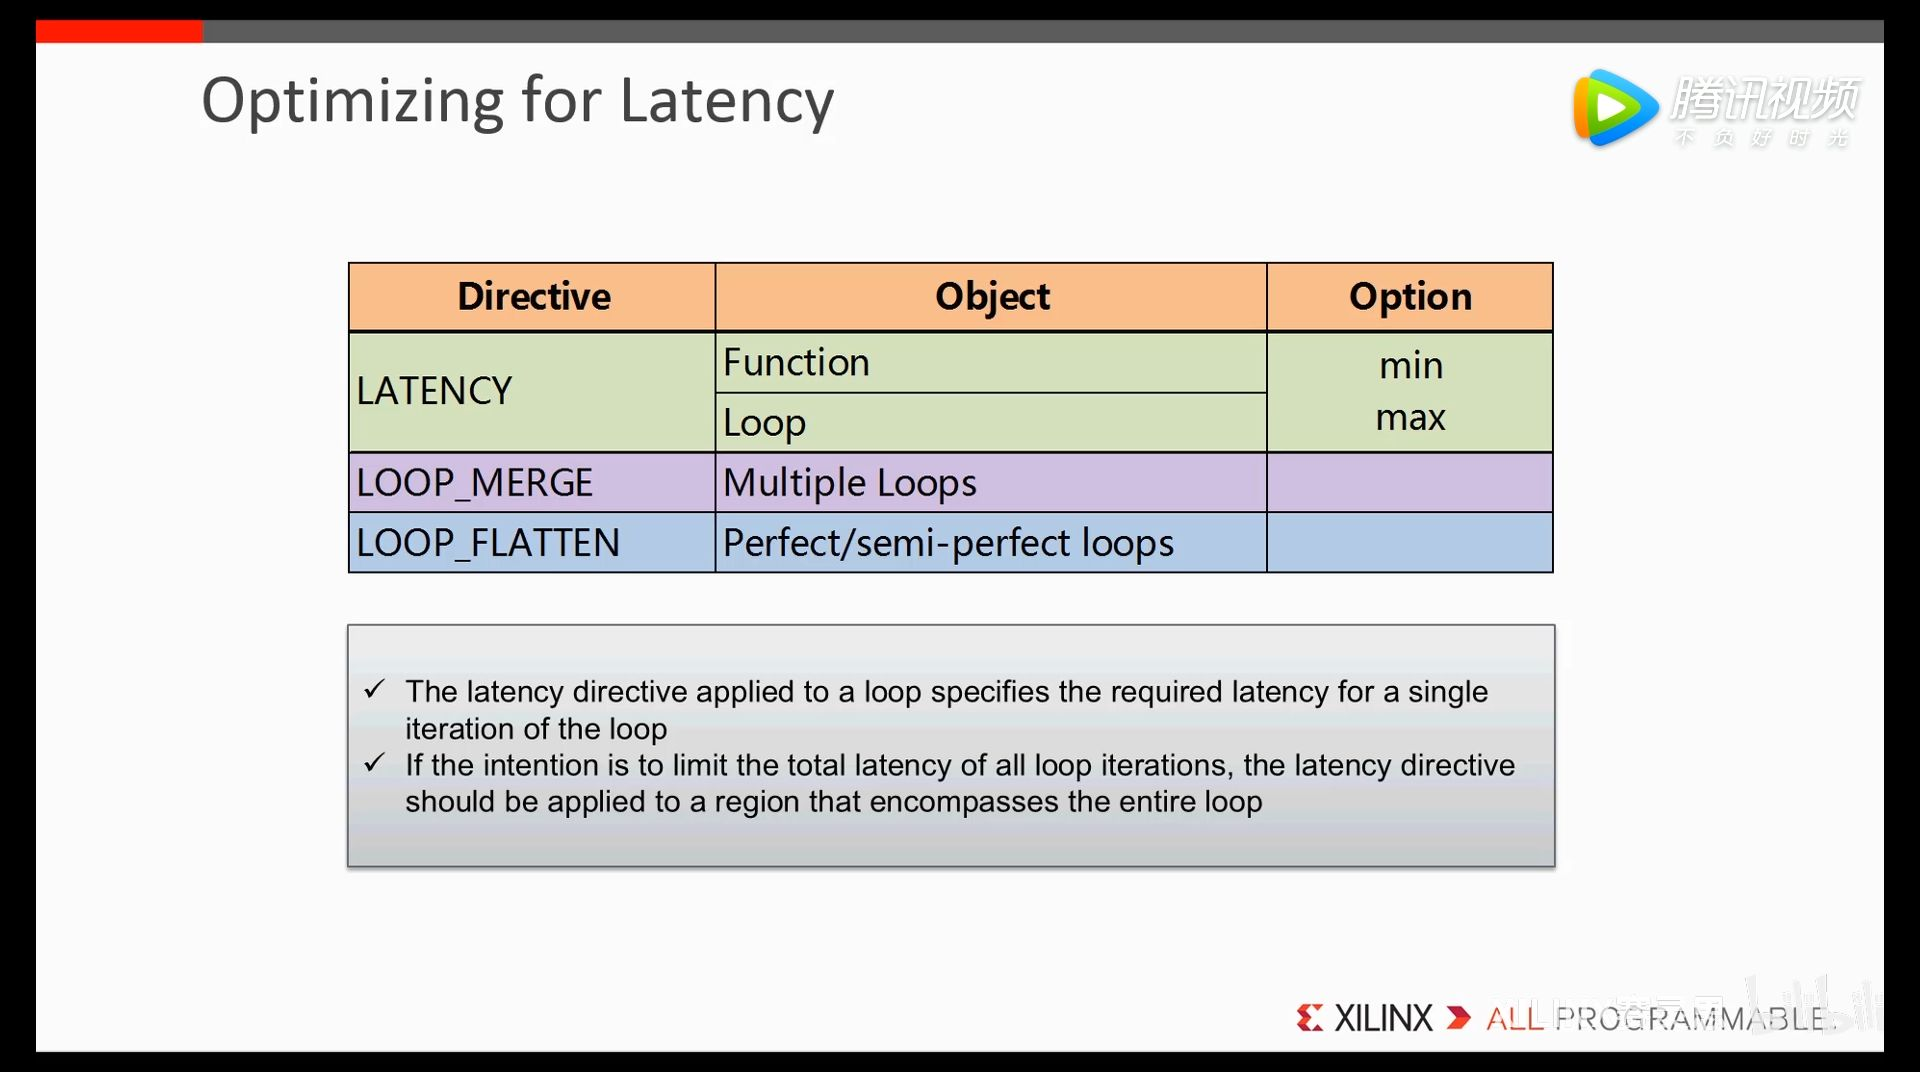 Optimizing for Latency
腾讯视频
不负好时光
Directive Object Option
LATENCY Function min
Loop max
LOOP_MERGE Multiple Loops
LOOP_FLATTEN Perfect/semi-perfect loops
✓ The latency directive applied to a loop specifies the required latency for a single
iteration of the loop
✓ If the intention is to limit the total latency of all loop iterations, the latency directive
should be applied to a region that encompasses the entire loop
XILINX ALL PROGRAMMABLE